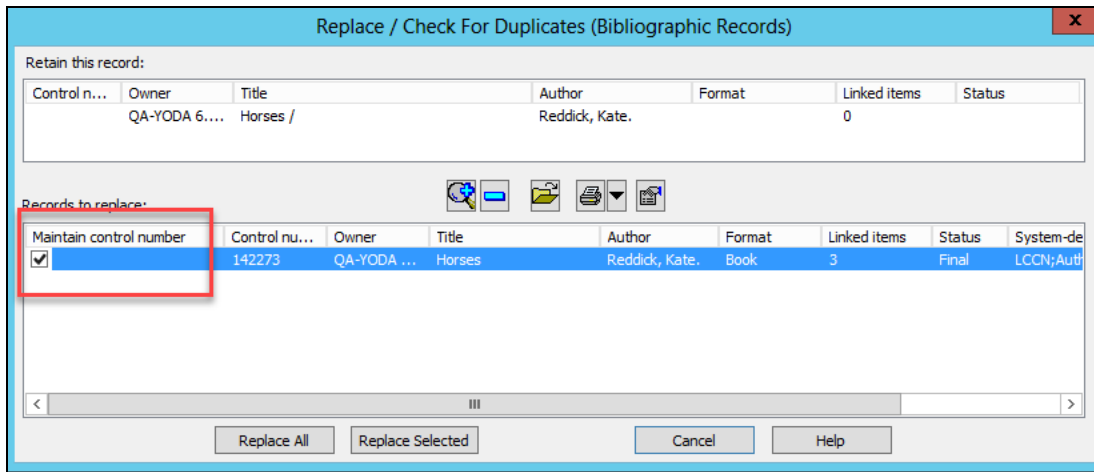 Replace / Check For Duplicates (Bibliographic Records)
x
Retain this record:
Control n... Owner Title Author Format Linked items Status
QA-YODA 6.... Horses / Reddick, Kate. 0
Records to replace:
Maintain control number Control nu... Owner Title Author Format Linked items Status System-de
142273 QA-YODA ... Horses Reddick, Kate. Book 3 Final LCCN;Auth
Replace All Replace Selected Cancel Help